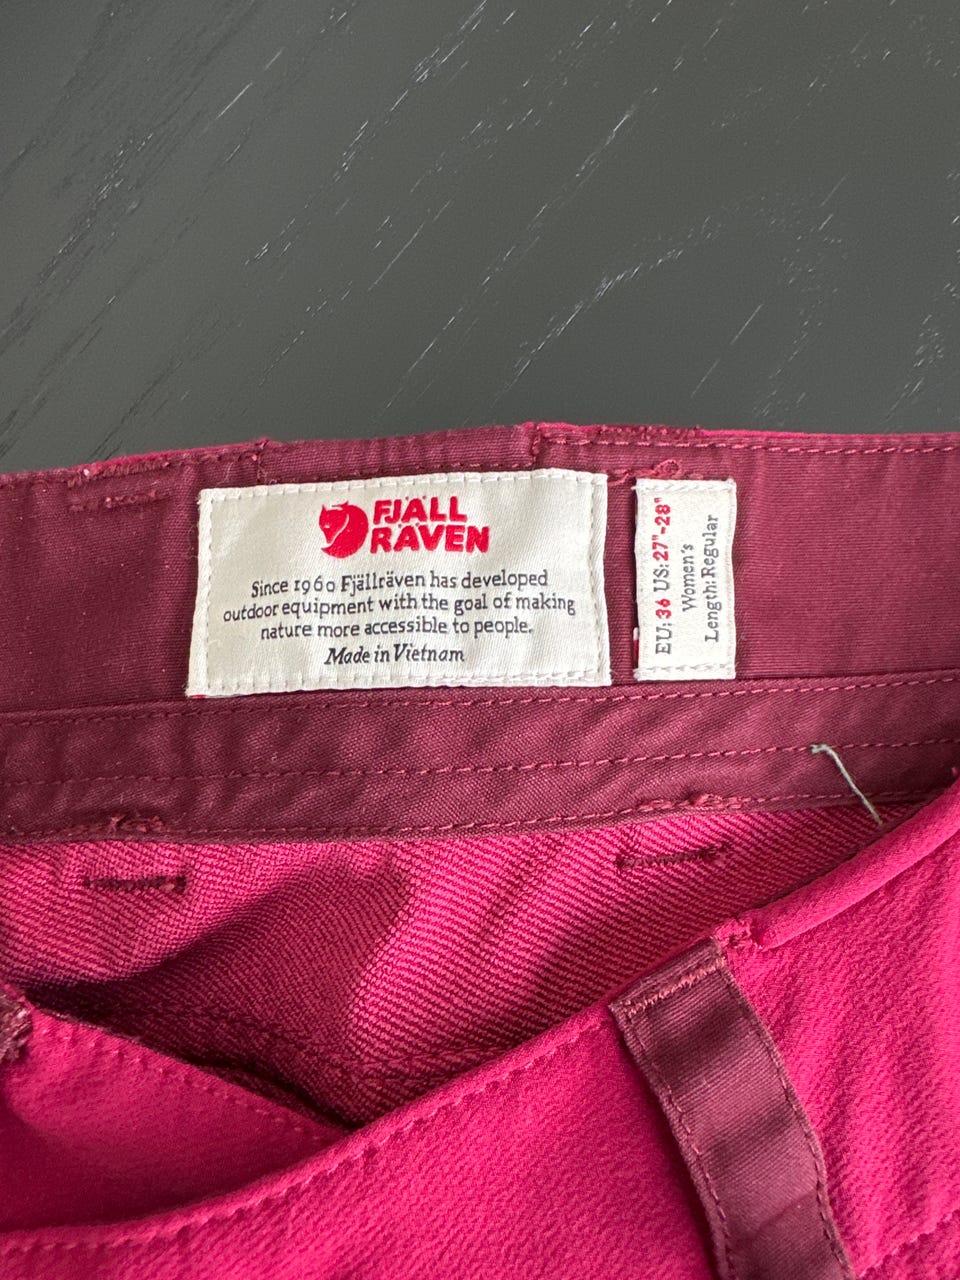 FJÄLL
RÄVEN
Since 1960 Fjällräven has developed
outdoor equipment with the goal of making
nature more accessible to people.
Made in Vietnam
EU: 36 US: 27"-28"
Women's
Length: Regular